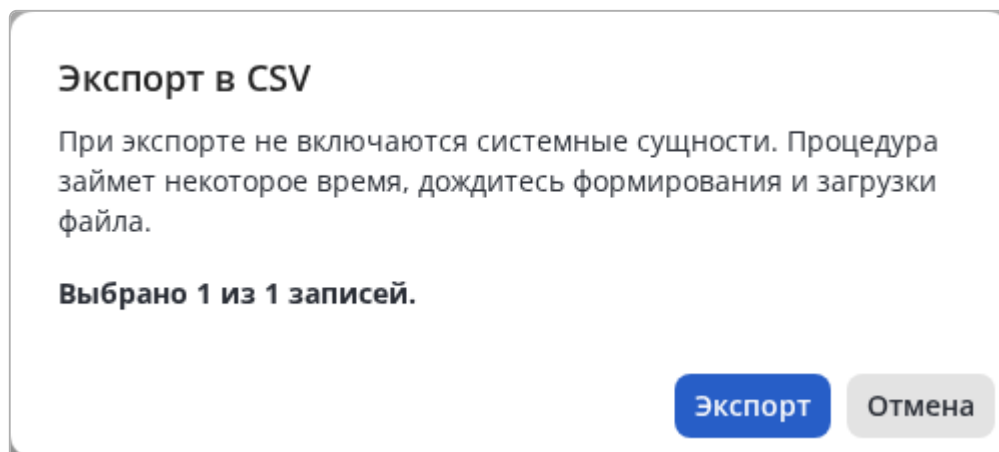 Экспорт в CSV
При экспорте не включаются системные сущности. Процедура
займет некоторое время, дождитесь формирования и загрузки
файла.
Выбрано 1 из 1 записей.
Экспорт Отмена